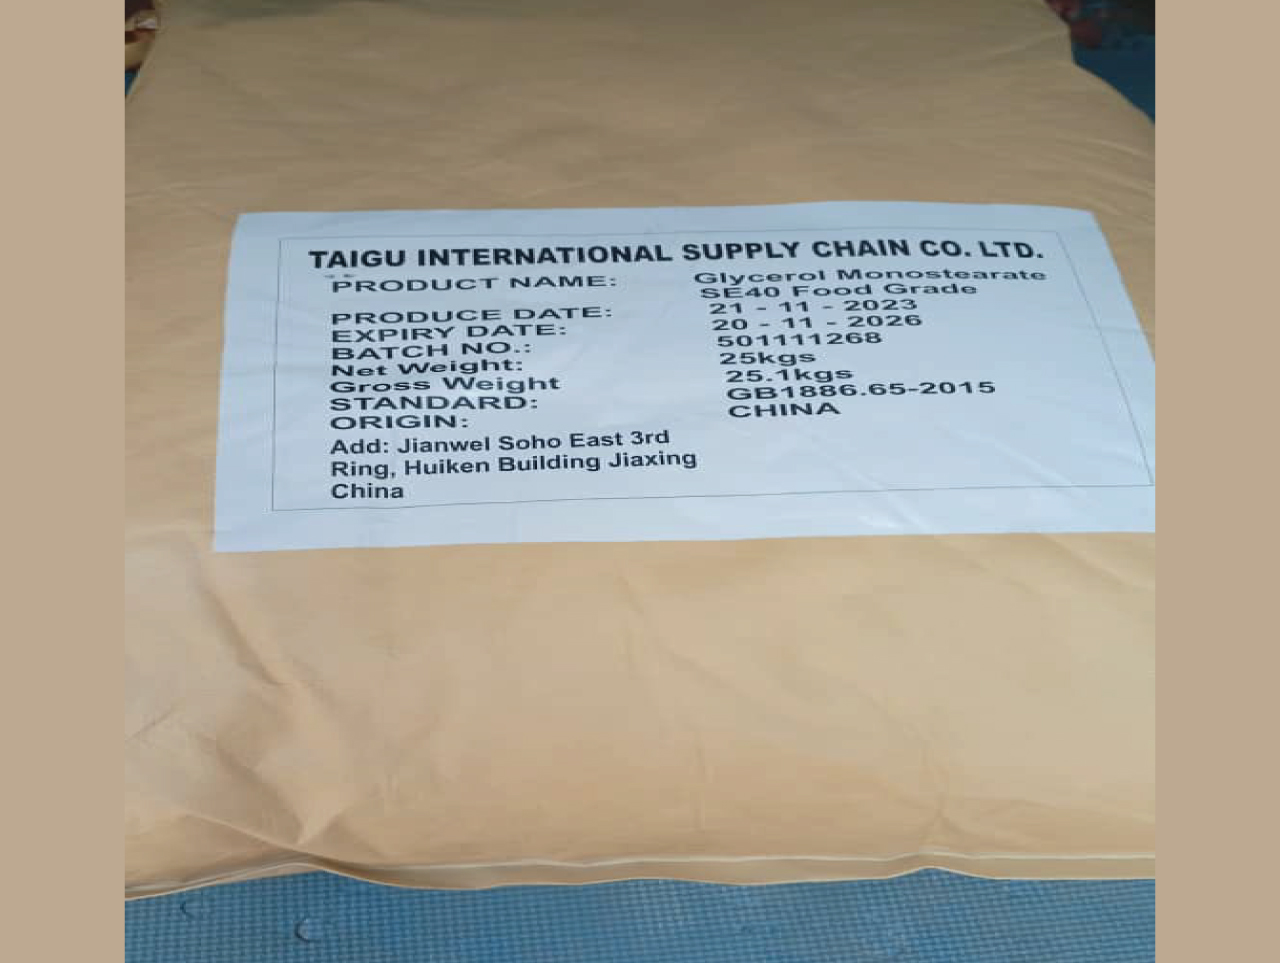 TAIGU INTERNATIONAL SUPPLY CHAIN CO. LTD.
PRODUCT NAME: Glycerol Monostearate
SE40 Food Grade
PRODUCE DATE: 21 - 11 - 2023
EXPIRY DATE: 20 - 11 - 2026
BATCH NO.: 501111268
Net Weight: 25kgs
Gross Weight 25.1kgs
STANDARD: GB1886.65-2015
ORIGIN: CHINA
Add: Jianwel Soho East 3rd
Ring, Huiken Building Jiaxing
China